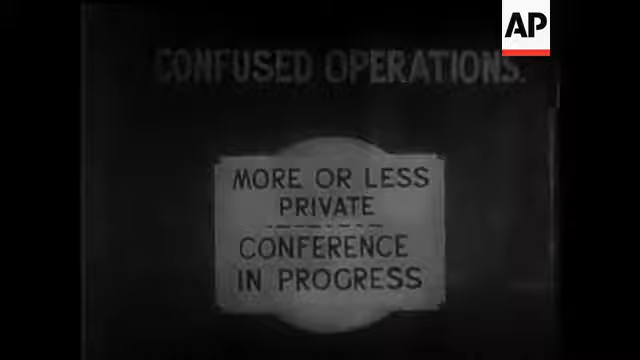 AP
CONFUSED OPERATIONS.
MORE OR LESS
PRIVATE
CONFERENCE
IN PROGRESS